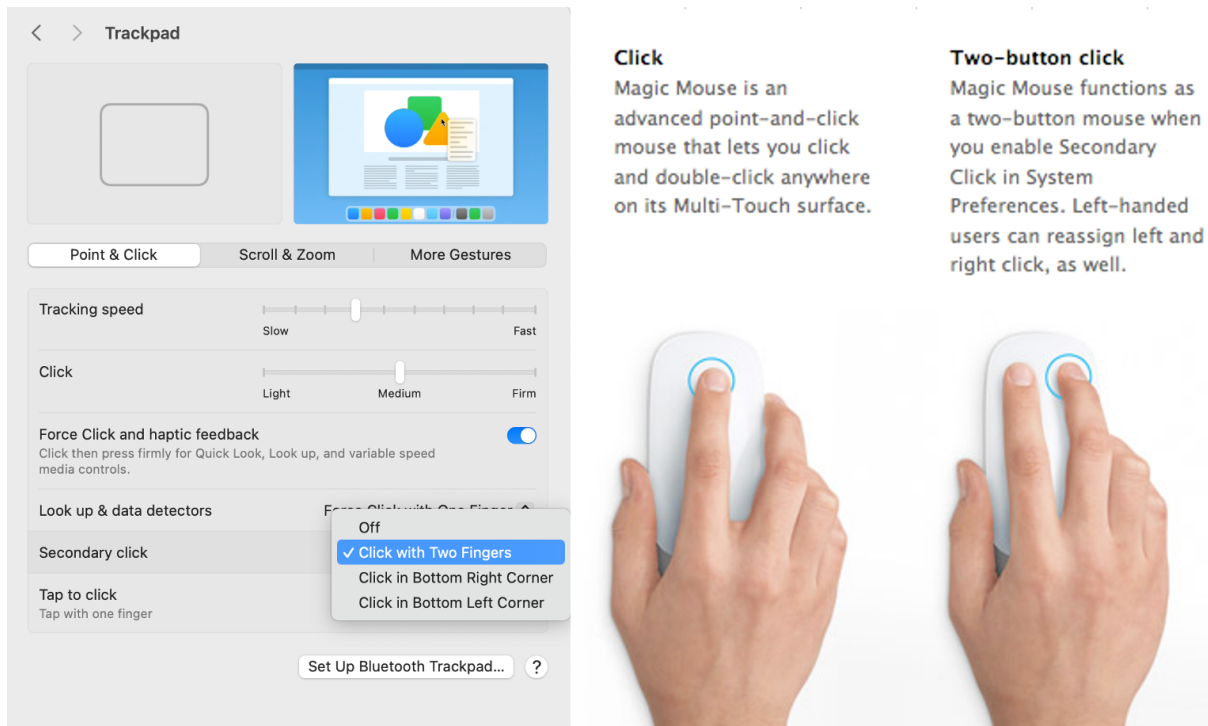 Trackpad
Point & Click
Scroll & Zoom
More Gestures
Tracking speed
Slow
Fast
Click
Light
Medium
Firm
Force Click and haptic feedback
Click then press firmly for Quick Look, Look up, and variable speed
media controls.
Look up & data detectors
Force Click with One Finger
Secondary click
Off
Click with Two Fingers
Click in Bottom Right Corner
Click in Bottom Left Corner
Tap to click
Tap with one finger
Set Up Bluetooth Trackpad...
?
Click
Magic Mouse is an
advanced point-and-click
mouse that lets you click
and double-click anywhere
on its Multi-Touch surface.
Two-button click
Magic Mouse functions as
a two-button mouse when
you enable Secondary
Click in System
Preferences. Left-handed
users can reassign left and
right click, as well.